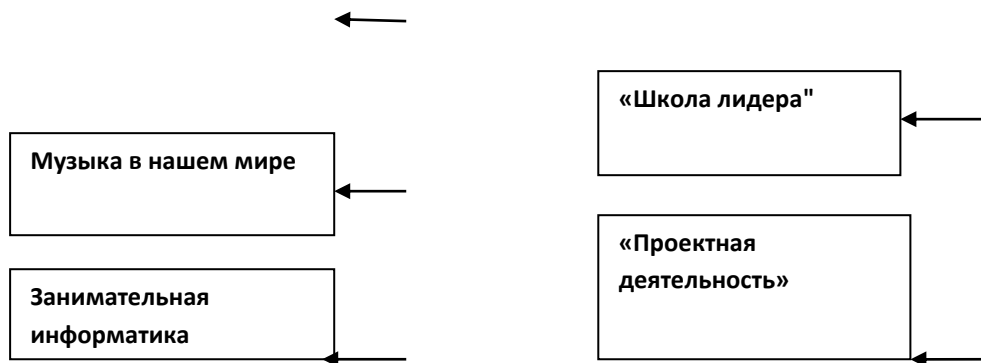 Музыка в нашем мире
Занимательная
информатика
«Школа лидера"
«Проектная
деятельность»